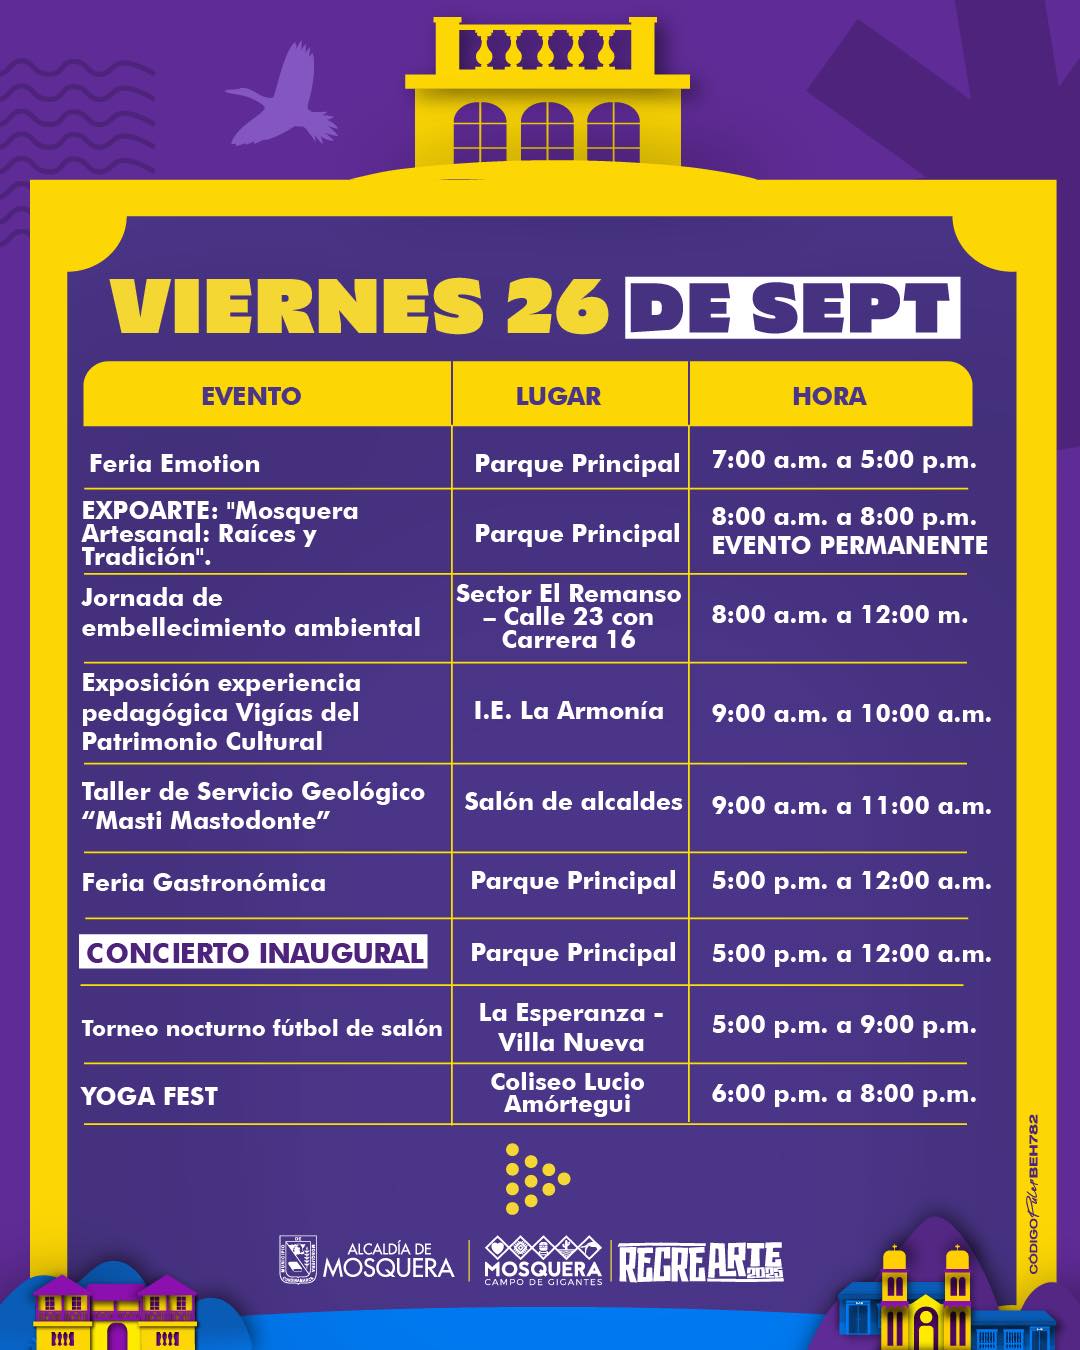 VIERNES 26 DE SEPT
EVENTO LUGAR HORA
Feria Emotion Parque Principal 7:00 a.m. a 5:00 p.m.
EXPOARTE: "Mosquera
Artesanal: Raíces y
Tradición".
Parque Principal
8:00 a.m. a 8:00 p.m.
EVENTO PERMANENTE
Jornada de
embellecimiento ambiental
Sector El Remanso
– Calle 23 con
Carrera 16
8:00 a.m. a 12:00 m.
Exposición experiencia
pedagógica Vigías del
Patrimonio Cultural
I.E. La Armonía
9:00 a.m. a 10:00 a.m.
Taller de Servicio Geológico
“Masti Mastodonte”
Salón de alcaldes
9:00 a.m. a 11:00 a.m.
Feria Gastronómica Parque Principal 5:00 p.m. a 12:00 a.m.
CONCIERTO INAUGURAL Parque Principal 5:00 p.m. a 12:00 a.m.
Torneo nocturno fútbol de salón
La Esperanza -
Villa Nueva
5:00 p.m. a 9:00 p.m.
YOGA FEST
Coliseo Lucio
Amórtegui
6:00 p.m. a 8:00 p.m.
CÓDIGO Puler BEH782
ALCALDÍA DE
MOSQUERA
MOSQUERA
CAMPO DE GIGANTES
RECREARTE
2025